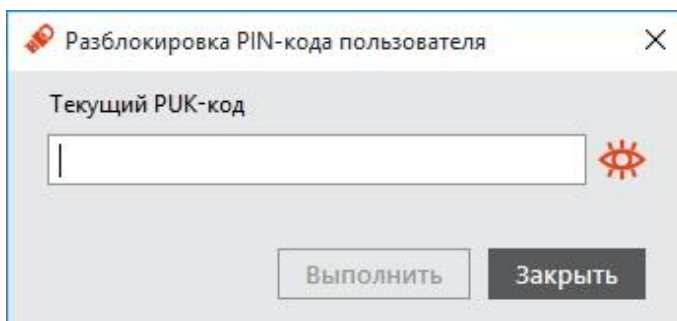 Разблокировка PIN-кода пользователя
Текущий PUK-код
Выполнить Закрыть